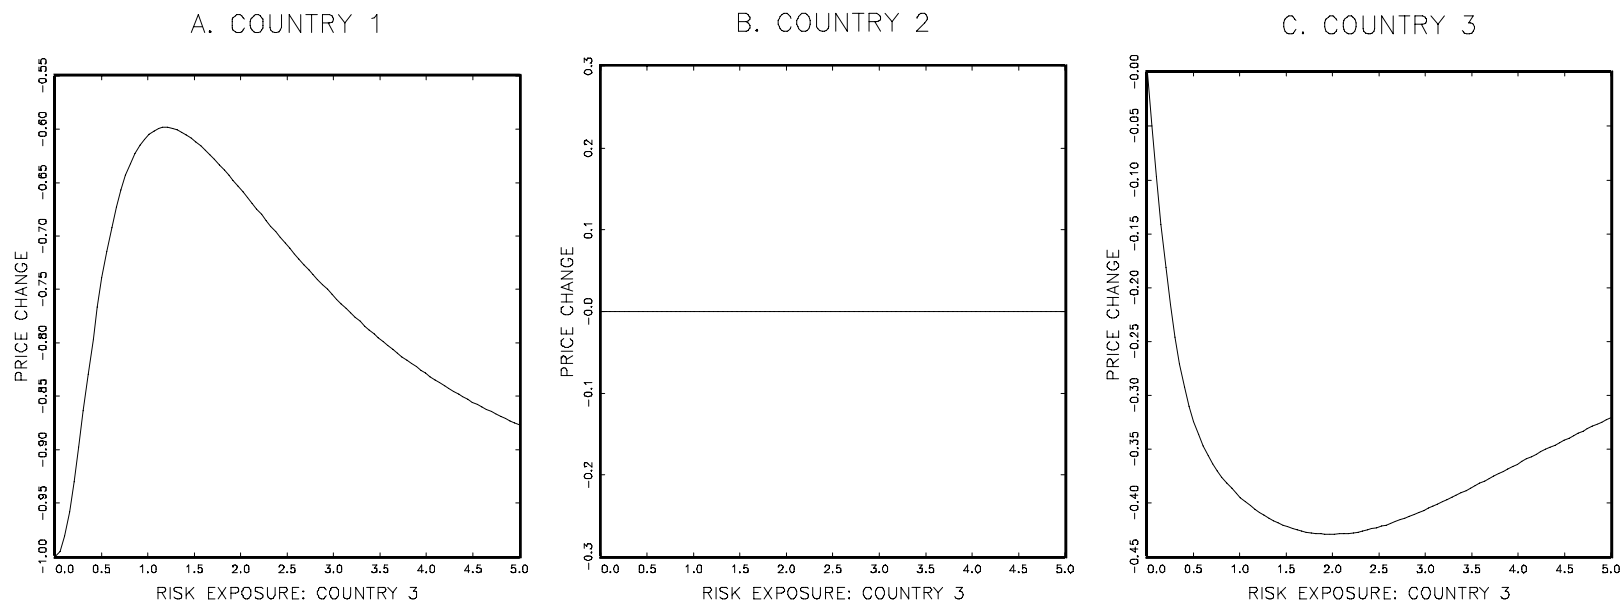 A. COUNTRY 1
PRICE CHANGE
-0.55
-0.60
-0.65
-0.70
-0.75
-0.80
-0.85
-0.90
-0.95
-1.00
0.0 0.5 1.0 1.5 2.0 2.5 3.0 3.5 4.0 4.5 5.0
RISK EXPOSURE: COUNTRY 3
B. COUNTRY 2
PRICE CHANGE
0.3
0.2
0.1
-0.0
-0.1
-0.2
-0.3
0.0 0.5 1.0 1.5 2.0 2.5 3.0 3.5 4.0 4.5 5.0
RISK EXPOSURE: COUNTRY 3
C. COUNTRY 3
PRICE CHANGE
-0.00
-0.05
-0.10
-0.15
-0.20
-0.25
-0.30
-0.35
-0.40
-0.45
0.0 0.5 1.0 1.5 2.0 2.5 3.0 3.5 4.0 4.5 5.0
RISK EXPOSURE: COUNTRY 3